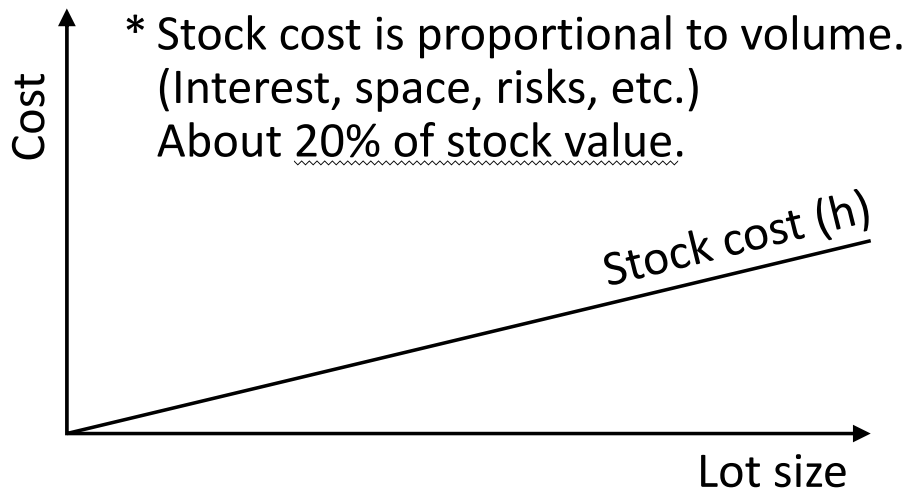 * Stock cost is proportional to volume.
(Interest, space, risks, etc.)
About 20% of stock value.
Cost
Stock cost (h)
Lot size